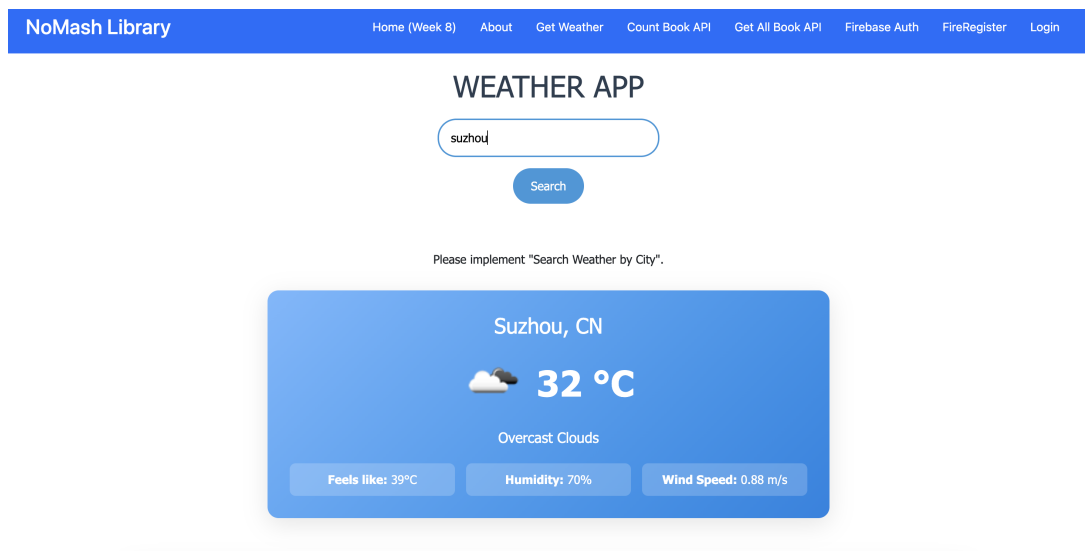 NoMash Library Home (Week 8) About Get Weather Count Book API Get All Book API Firebase Auth FireRegister Login
WEATHER APP
suzhou
Search
Please implement "Search Weather by City".
Suzhou, CN
32 °C
Overcast Clouds
Feels like: 39°C Humidity: 70% Wind Speed: 0.88 m/s